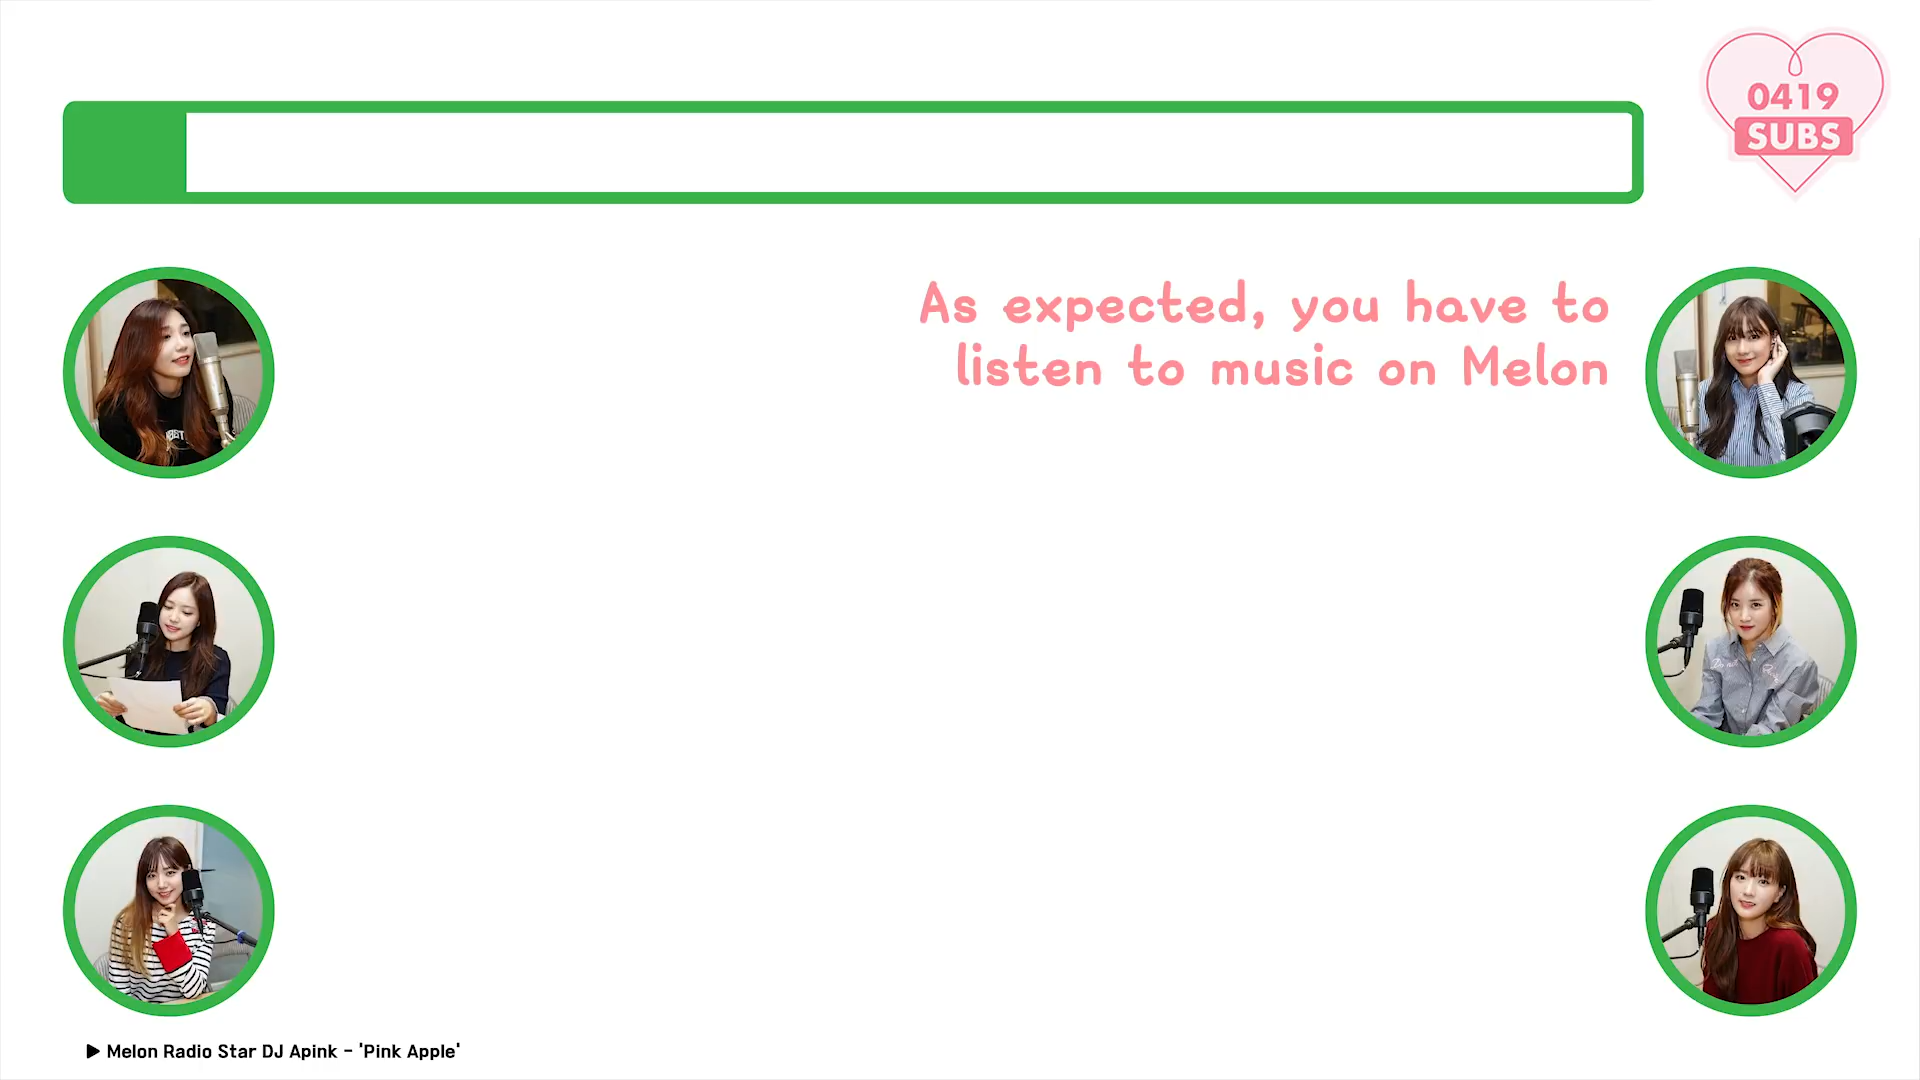 0419
SUBS
As expected, you have to
listen to music on Melon
▶ Melon Radio Star DJ Apink - 'Pink Apple'